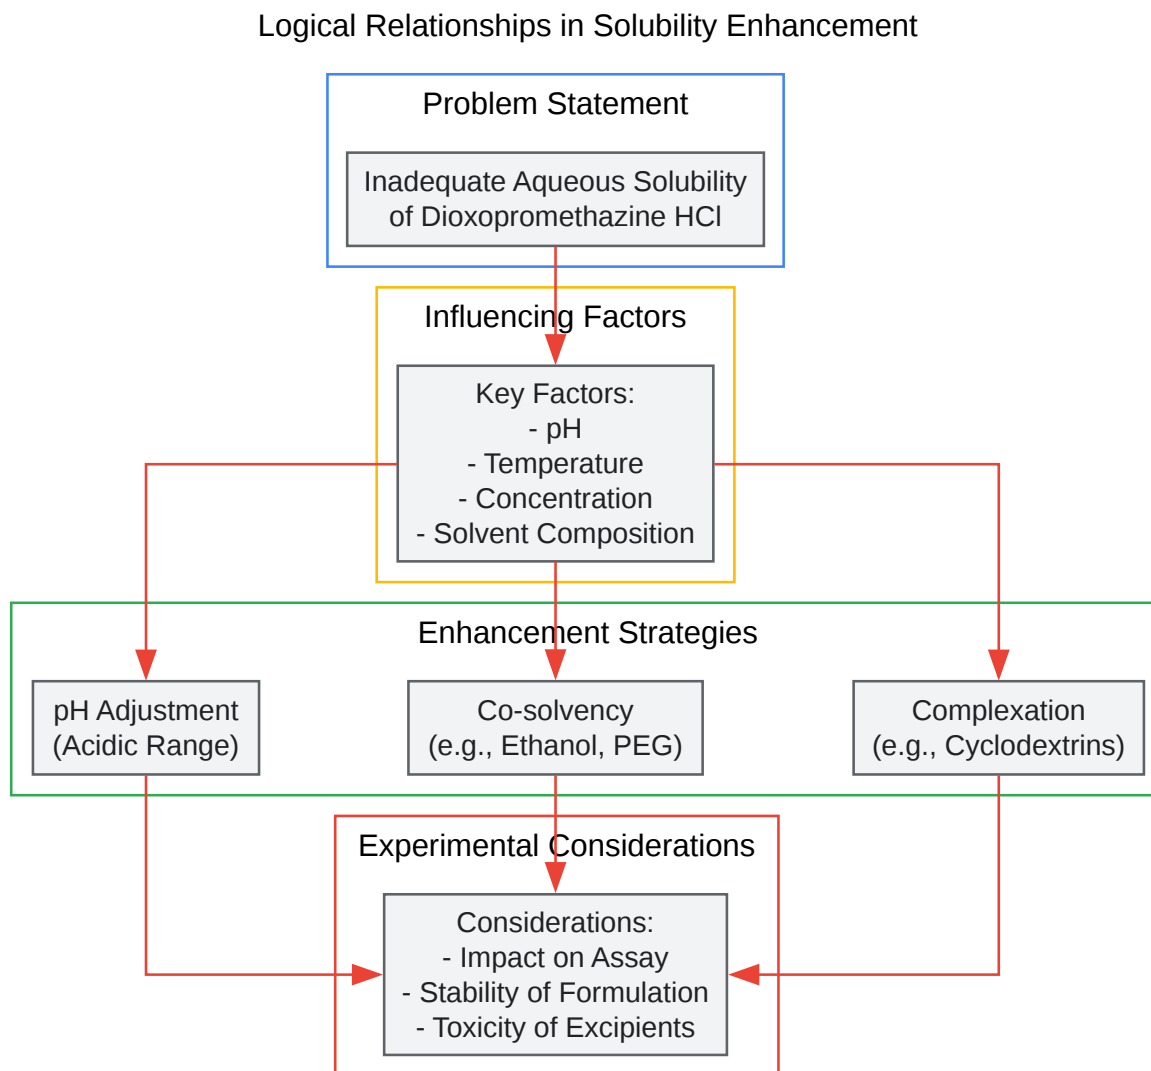 Logical Relationships in Solubility Enhancement
Problem Statement
Inadequate Aqueous Solubility
of Dioxopromethazine HCl
Influencing Factors
Key Factors:
- pH
- Temperature
- Concentration
- Solvent Composition
Enhancement Strategies
pH Adjustment
(Acidic Range)
Co-solvency
(e.g., Ethanol, PEG)
Complexation
(e.g., Cyclodextrins)
Experimental Considerations
Considerations:
- Impact on Assay
- Stability of Formulation
- Toxicity of Excipients